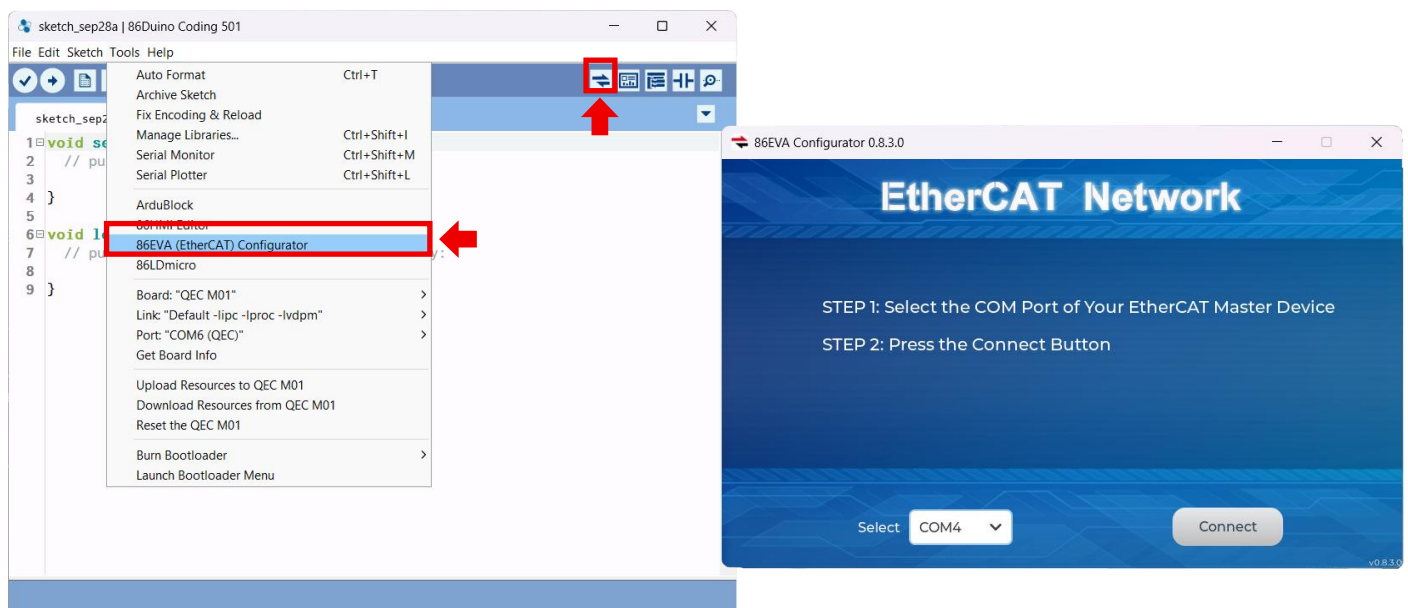 sketch_sep28a | 86Duino Coding 501
File Edit Sketch Tools Help
sketch_sep2
1 void se
2 // pu
3
4 }
5
6 void l
7 // pu y:
8
9 }
Auto Format Ctrl+T
Archive Sketch
Fix Encoding & Reload
Manage Libraries... Ctrl+Shift+I
Serial Monitor Ctrl+Shift+M
Serial Plotter Ctrl+Shift+L
ArduBlock
86HMI Editor
86EVA (EtherCAT) Configurator
86LDmicro
Board: "QEC M01"
Link: "Default -lipc -lproc -lvdpm"
Port: "COM6 (QEC)"
Get Board Info
Upload Resources to QEC M01
Download Resources from QEC M01
Reset the QEC M01
Burn Bootloader
Launch Bootloader Menu
86EVA Configurator 0.8.3.0
EtherCAT Network
STEP 1: Select the COM Port of Your EtherCAT Master Device
STEP 2: Press the Connect Button
Select COM4 Connect
v0.8.3.0